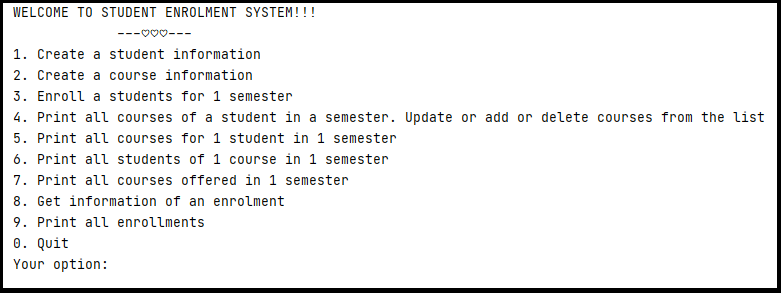 WELCOME TO STUDENT ENROLMENT SYSTEM!!!
---♡♡♡---
1. Create a student information
2. Create a course information
3. Enroll a students for 1 semester
4. Print all courses of a student in a semester. Update or add or delete courses from the list
5. Print all courses for 1 student in 1 semester
6. Print all students of 1 course in 1 semester
7. Print all courses offered in 1 semester
8. Get information of an enrolment
9. Print all enrollments
0. Quit
Your option: